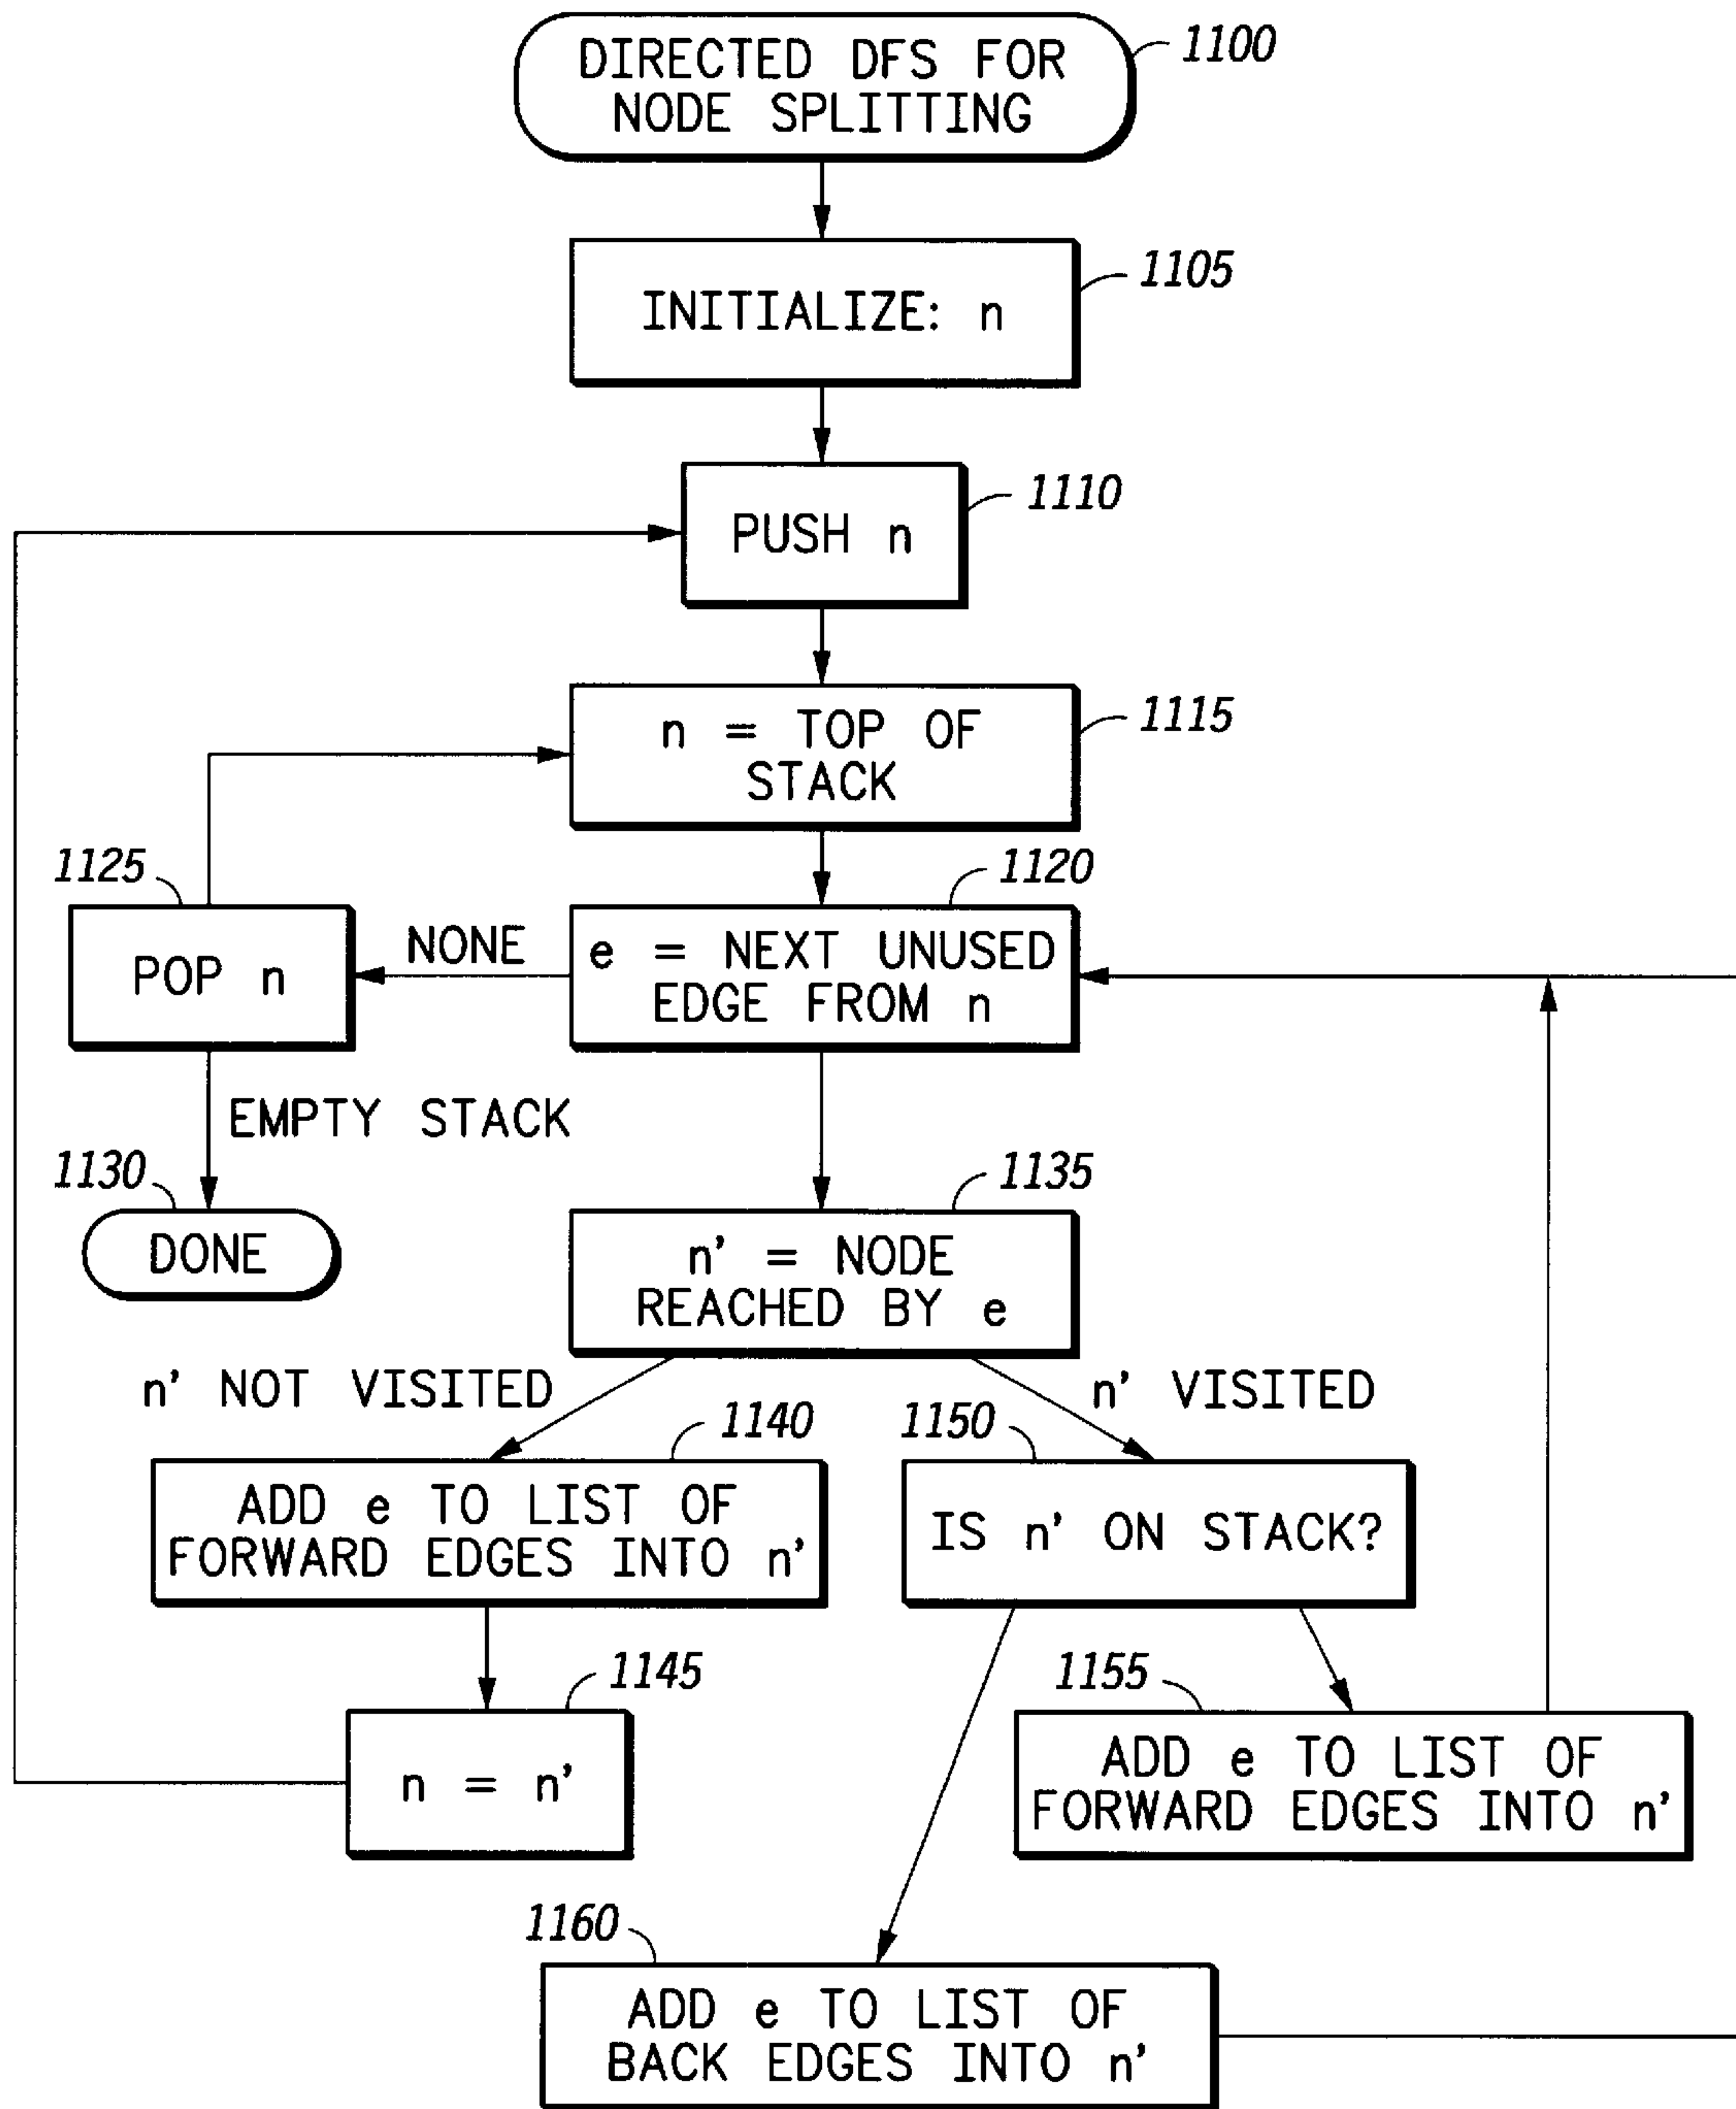 DIRECTED DFS FOR
NODE SPLITTING
1100
INITIALIZE: n
1105
PUSH n
1110
n = TOP OF
STACK
1115
1125
POP n
NONE
1120
e = NEXT UNUSED
EDGE FROM n
EMPTY STACK
1130
DONE
1135
n' = NODE
REACHED BY e
n' NOT VISITED
n' VISITED
1140
ADD e TO LIST OF
FORWARD EDGES INTO n'
1150
IS n' ON STACK?
1145
n = n'
1155
ADD e TO LIST OF
FORWARD EDGES INTO n'
1160
ADD e TO LIST OF
BACK EDGES INTO n'